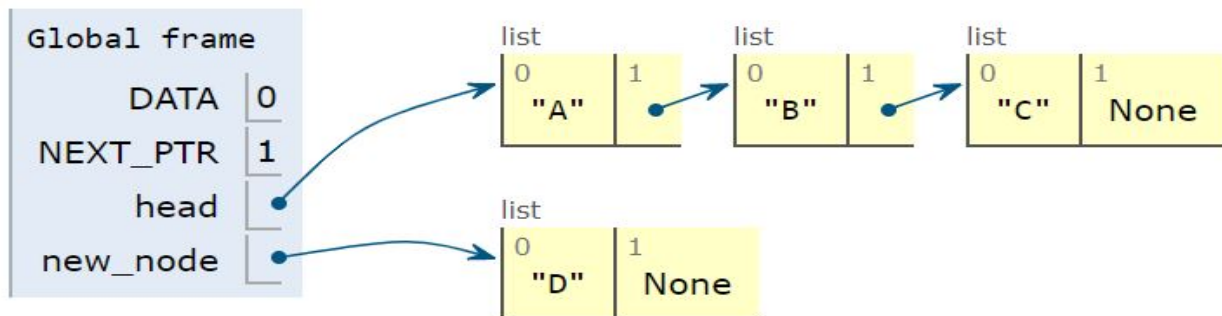 Global frame
DATA 0
NEXT_PTR 1
head
new_node
list
0 1
"A"
list
0 1
"B"
list
0 1
"C" None
list
0 1
"D" None